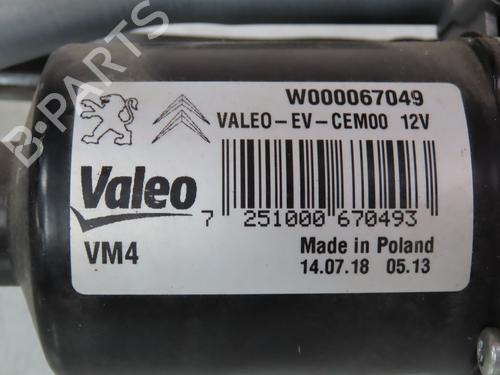 W000067049
VALEO-EV-CEM00 12V
Valeo
7 251000 670493
VM4
Made in Poland
14.07.18 05.13
B-PARTS